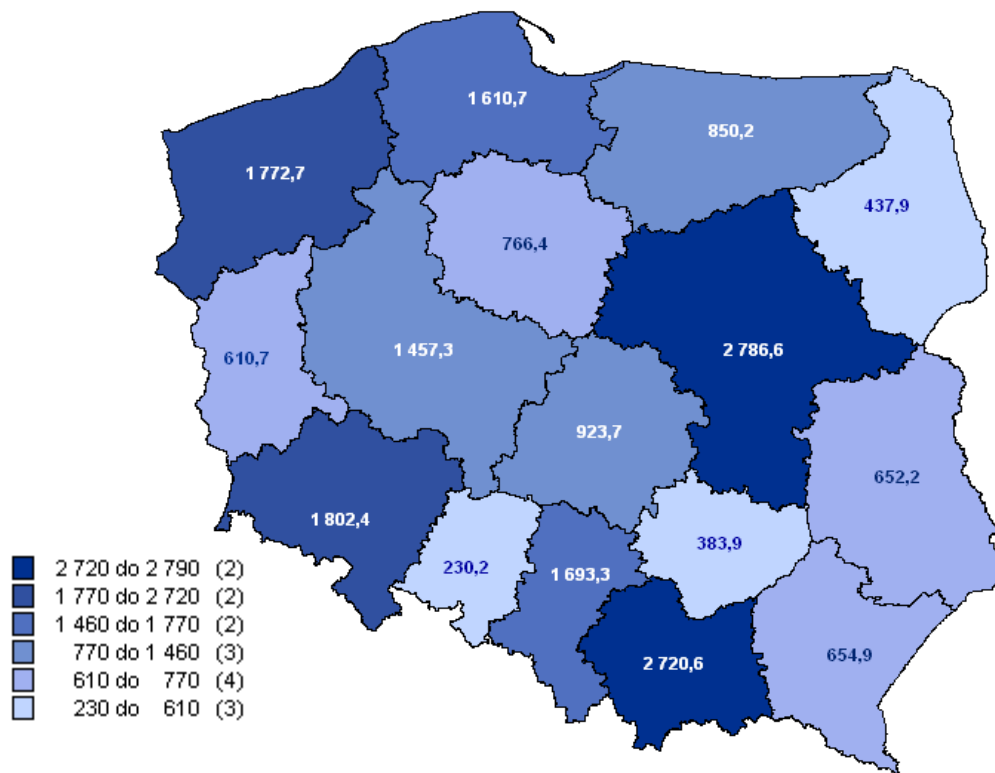 1 610,7
850,2
1 772,7
437,9
766,4
1 457,3
2 786,6
610,7
923,7
652,2
1 802,4
383,9
230,2
1 693,3
654,9
2 720,6
2 720 do 2 790 (2)
1 770 do 2 720 (2)
1 460 do 1 770 (2)
770 do 1 460 (3)
610 do 770 (4)
230 do 610 (3)